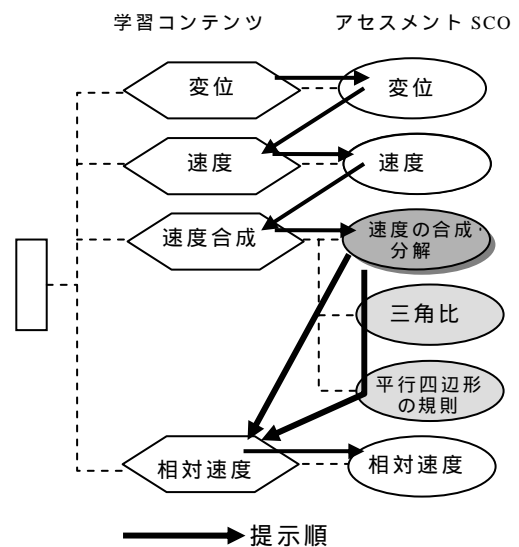 学習コンテンツ アセスメント SCO
変位 変位
速度 速度
速度合成 速度の合成・
分解
三角比
平行四辺形
の規則
相対速度 相対速度
提示順